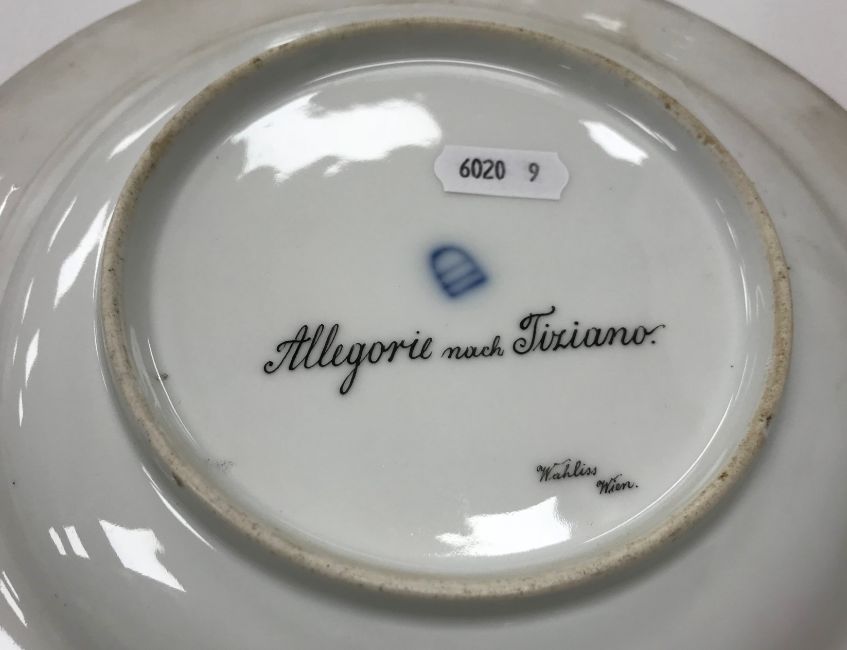 6020 9
Allegorie nach Tiziano.
Wahliss
Wien.